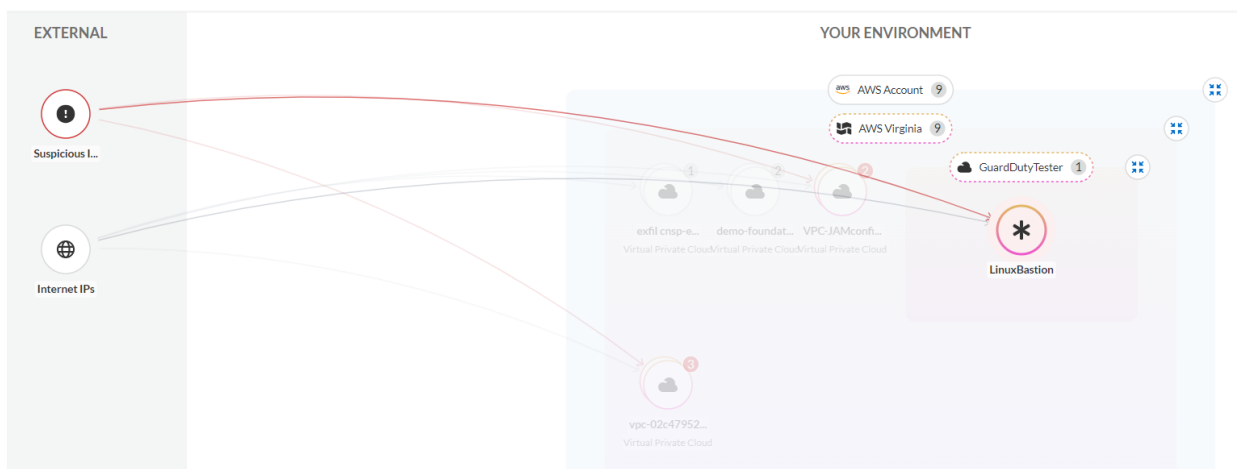 EXTERNAL
YOUR ENVIRONMENT
aws AWS Account 9
AWS Virginia 9
Suspicious I...
GuardDutyTester 1
1
2
2
exfil cnsp-e...
Virtual Private Cloud
demo-foundat...
Virtual Private Cloud
VPC-JAMconfi...
Virtual Private Cloud
LinuxBastion
Internet IPs
3
vpc-02c47952...
Virtual Private Cloud